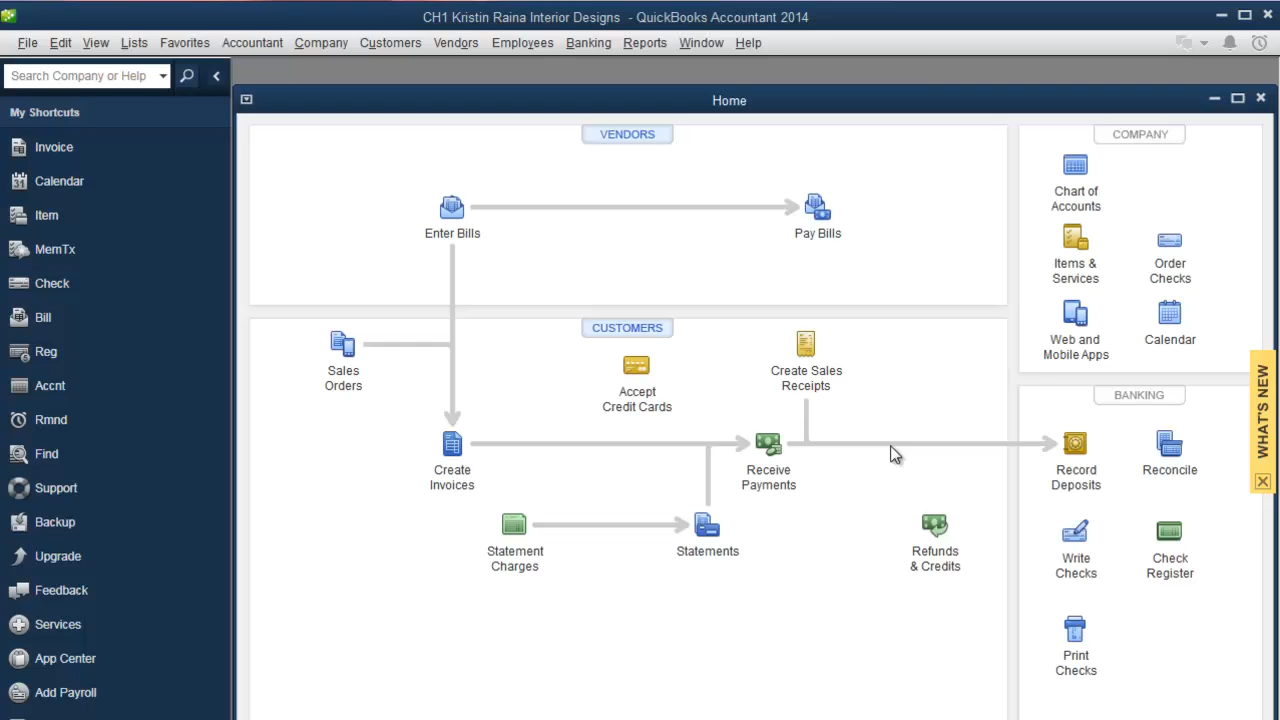 CH1 Kristin Raina Interior Designs - QuickBooks Accountant 2014
File Edit View Lists Favorites Accountant Company Customers Vendors Employees Banking Reports Window Help
Search Company or Help
My Shortcuts
Invoice
31 Calendar
Item
MemTx
Check
Bill
Reg
Accnt
Rmnd
Find
Support
Backup
Upgrade
Feedback
Services
App Center
Add Payroll
Home
VENDORS
Enter Bills
Pay Bills
CUSTOMERS
Sales
Orders
Accept
Credit Cards
Create Sales
Receipts
Create
Invoices
Receive
Payments
Statement
Charges
Statements
Refunds
& Credits
COMPANY
Chart of
Accounts
Items &
Services
Order
Checks
Web and
Mobile Apps
Calendar
BANKING
Record
Deposits
Reconcile
Write
Checks
Check
Register
Print
Checks
WHAT'S NEW